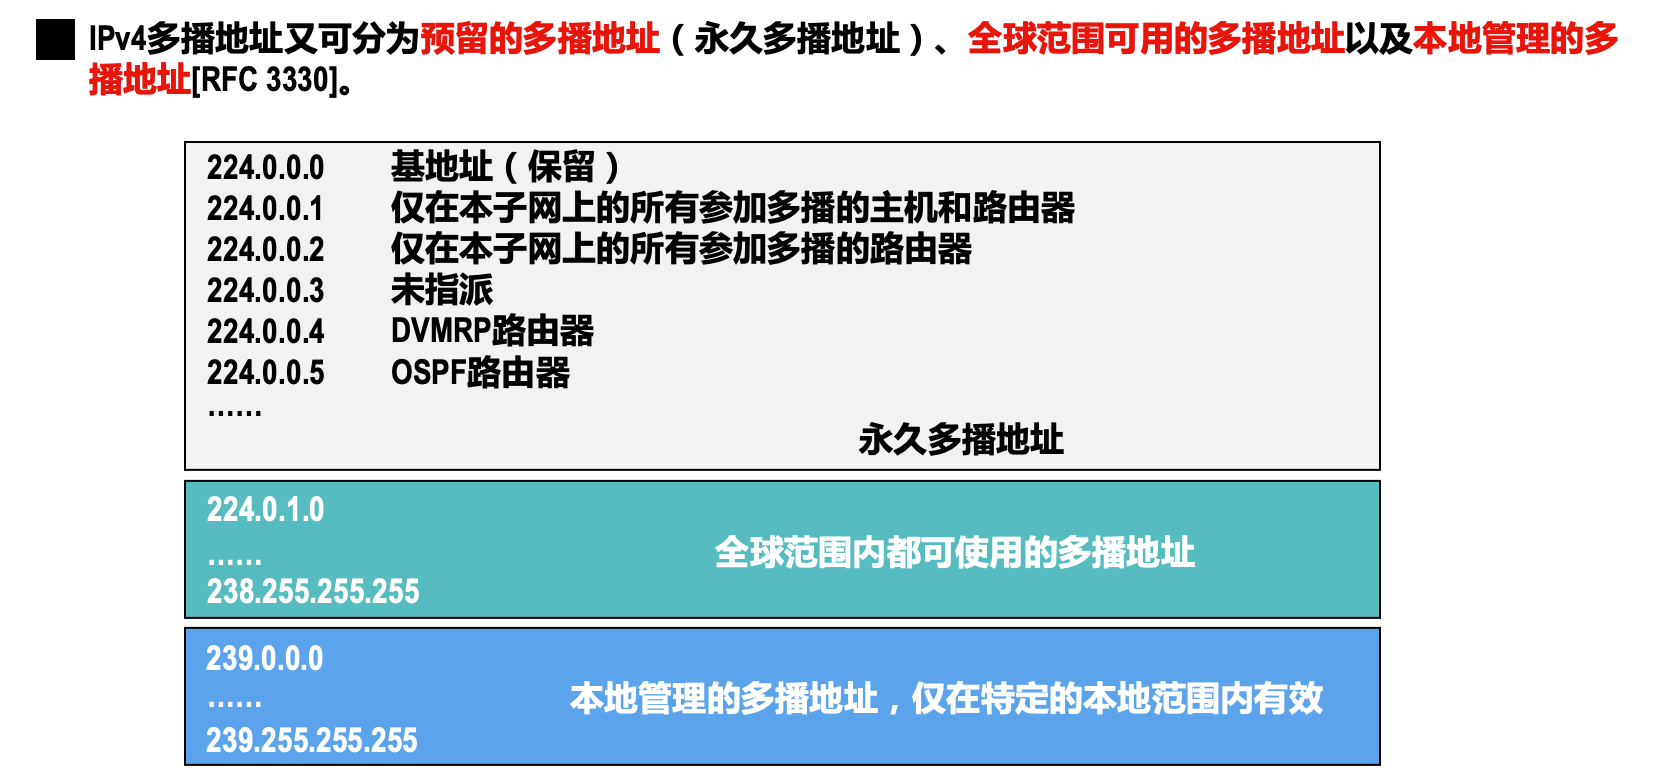 IPv4多播地址又可分为预留的多播地址（永久多播地址）、全球范围可用的多播地址以及本地管理的多
播地址[RFC 3330]。
224.0.0.0 基地址（保留）
224.0.0.1 仅在本子网上的所有参加多播的主机和路由器
224.0.0.2 仅在本子网上的所有参加多播的路由器
224.0.0.3 未指派
224.0.0.4 DVMRP路由器
224.0.0.5 OSPF路由器
……
永久多播地址
224.0.1.0
……
全球范围内都可使用的多播地址
238.255.255.255
239.0.0.0
……
本地管理的多播地址，仅在特定的本地范围内有效
239.255.255.255